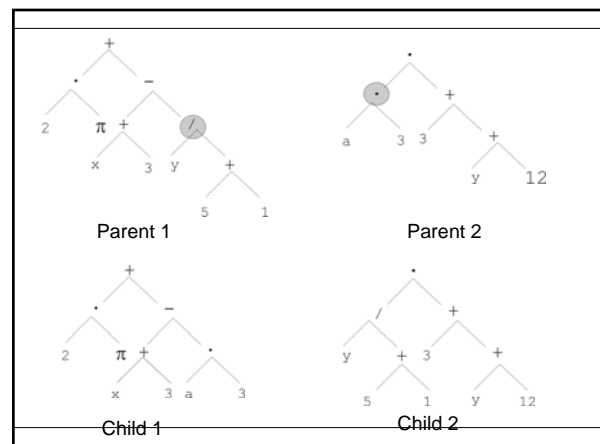 +
· −
2 π + /
x 3 y +
5 1
Parent 1
·
· +
a 3 3 +
y 12
Parent 2
+
· −
2 π + ·
x 3 a 3
Child 1
·
/ +
y + 3 +
5 1 y 12
Child 2